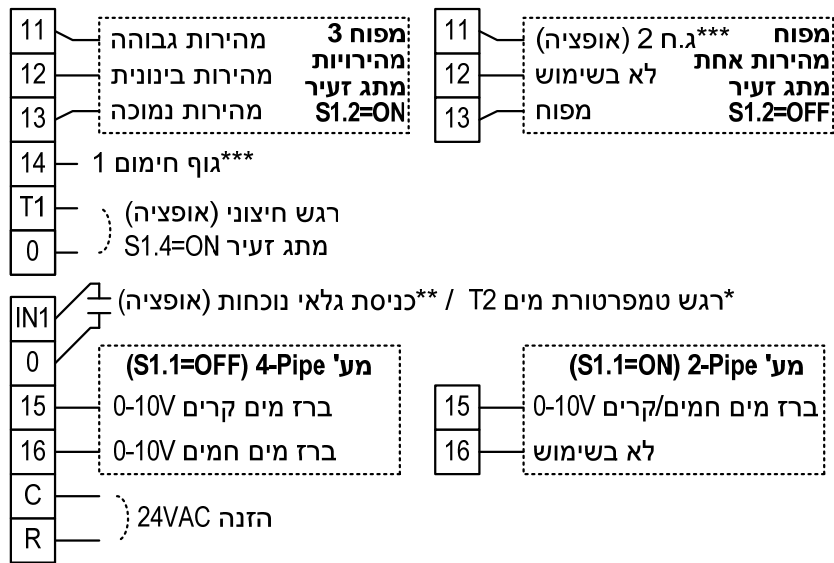 11
12
13
14
T1
0
מהירות גבוהה
מהירות בינונית
מהירות נמוכה
מפוח 3
מהירויות
מתג זעיר
S1.2=ON
***גוף חימום 1
רגש חיצוני (אופציה)
מתג זעיר S1.4=ON
11
12
13
***ג.ח 2 (אופציה)
לא בשימוש
מפוח
מפוח
מהירות אחת
מתג זעיר
S1.2=OFF
IN1
0
15
16
C
R
*רגש טמפרטורת מים T2 / **כניסת גלאי נוכחות (אופציה)
מע' 4-Pipe (S1.1=OFF)
ברז מים קרים 0-10V
ברז מים חמים 0-10V
הזנה 24VAC
מע' 2-Pipe (S1.1=ON)
15
16
ברז מים חמים/קרים 0-10V
לא בשימוש